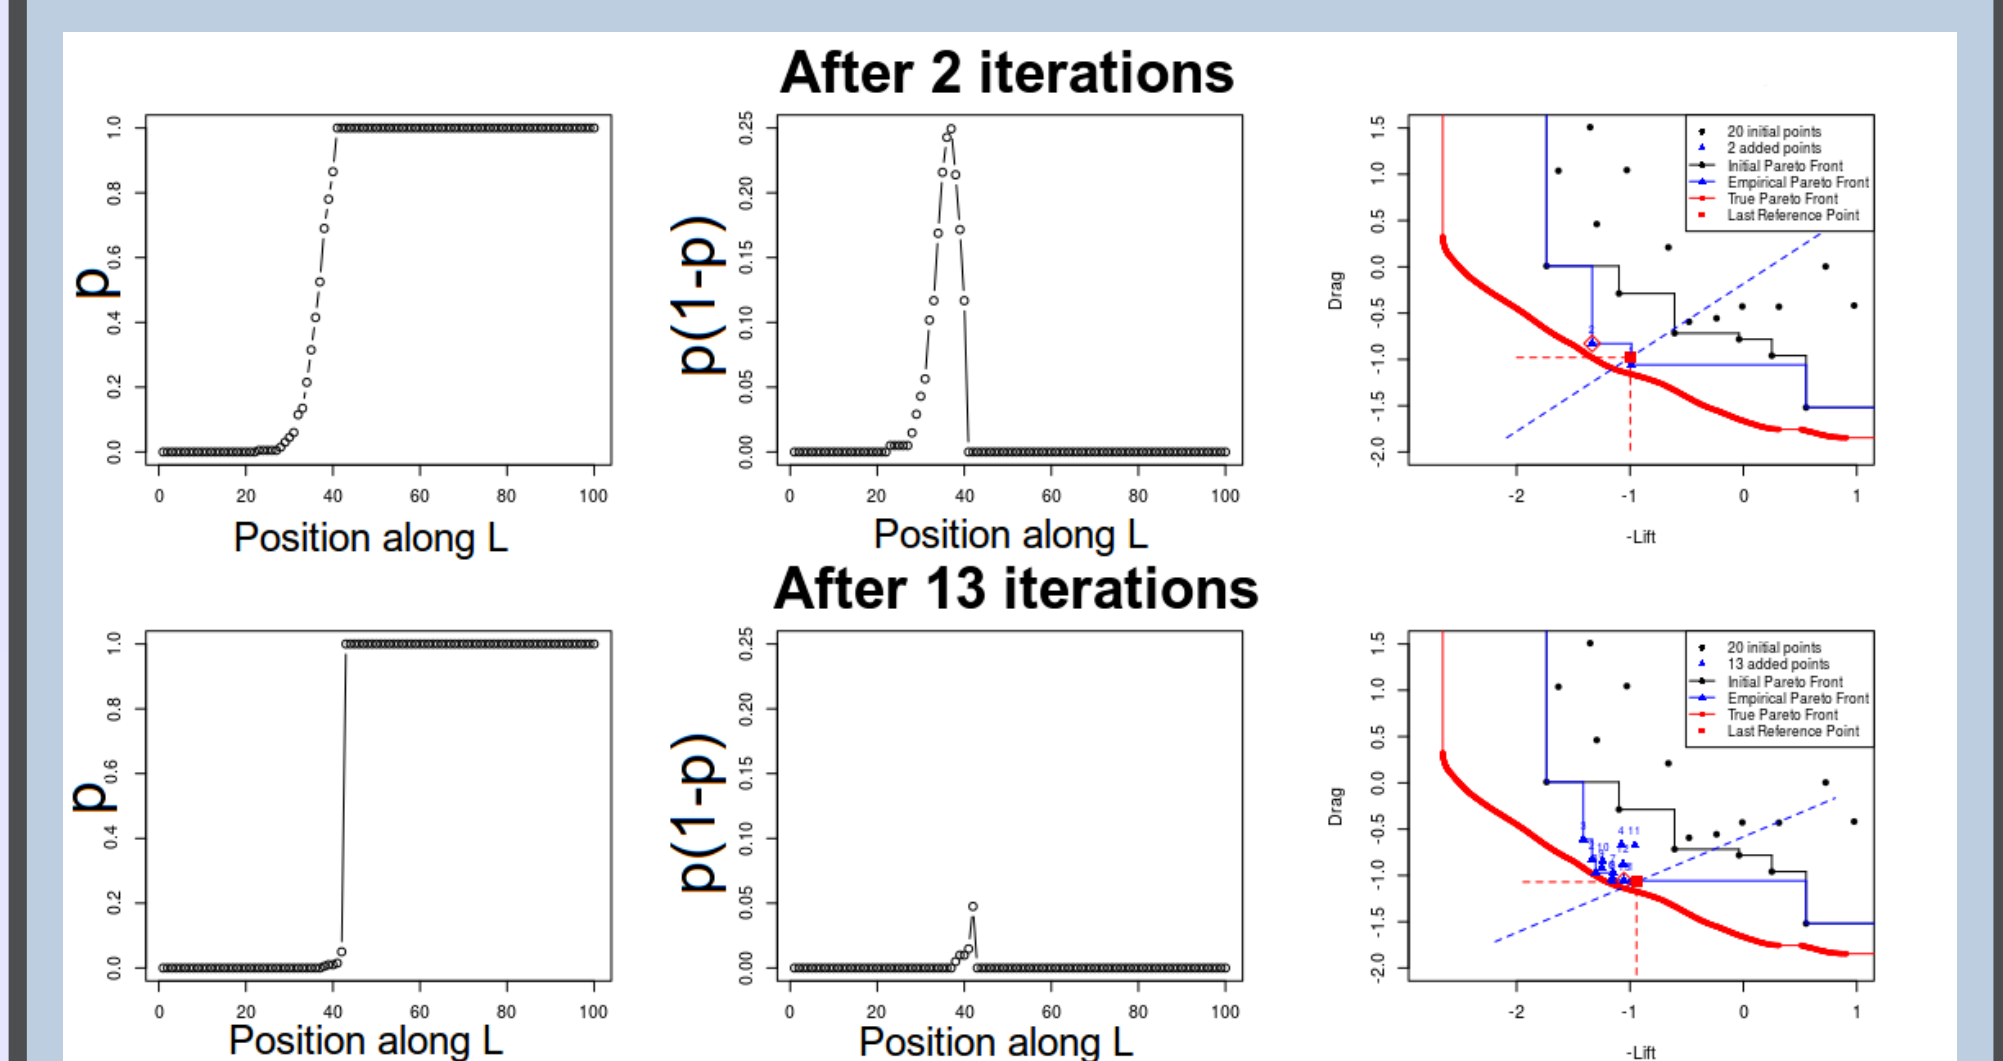 After 2 iterations
p
0.0 0.2 0.4 0.6 0.8 1.0
0 20 40 60 80 100
Position along L
p(1-p)
0.00 0.05 0.10 0.15 0.20 0.25
0 20 40 60 80 100
Position along L
Drag
-2.0 -1.5 -1.0 -0.5 0.0 0.5 1.0 1.5
20 initial points
2 added points
Initial Pareto Front
Empirical Pareto Front
True Pareto Front
Last Reference Point
-2 -1 0 1
-Lift
After 13 iterations
p
0.0 0.2 0.4 0.6 0.8 1.0
0 20 40 60 80 100
Position along L
p(1-p)
0.00 0.05 0.10 0.15 0.20 0.25
0 20 40 60 80 100
Position along L
Drag
-2.0 -1.5 -1.0 -0.5 0.0 0.5 1.0 1.5
20 initial points
13 added points
Initial Pareto Front
Empirical Pareto Front
True Pareto Front
Last Reference Point
3
4 11
10
-2 -1 0 1
-Lift